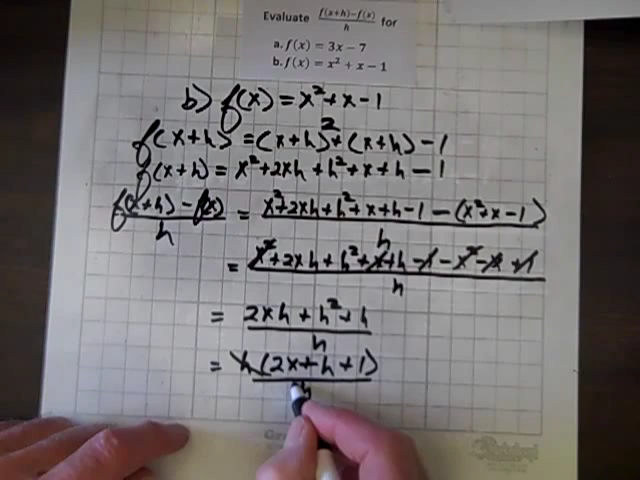 Evaluate f(x+h)−f(x)/h for
a. f(x) = 3x − 7
b. f(x) = x² + x − 1
b) f(x) = x² + x − 1
f(x+h) = (x+h)² + (x+h) − 1
f(x+h) = x² + 2xh + h² + x + h − 1
f(x+h) − f(x) / h = x² + 2xh + h² + x + h − 1 − (x² + x − 1) / h
= x² + 2xh + h² + x + h − 1 − x² − x + 1 / h
= 2xh + h² + h / h
= h(2x + h + 1) / h